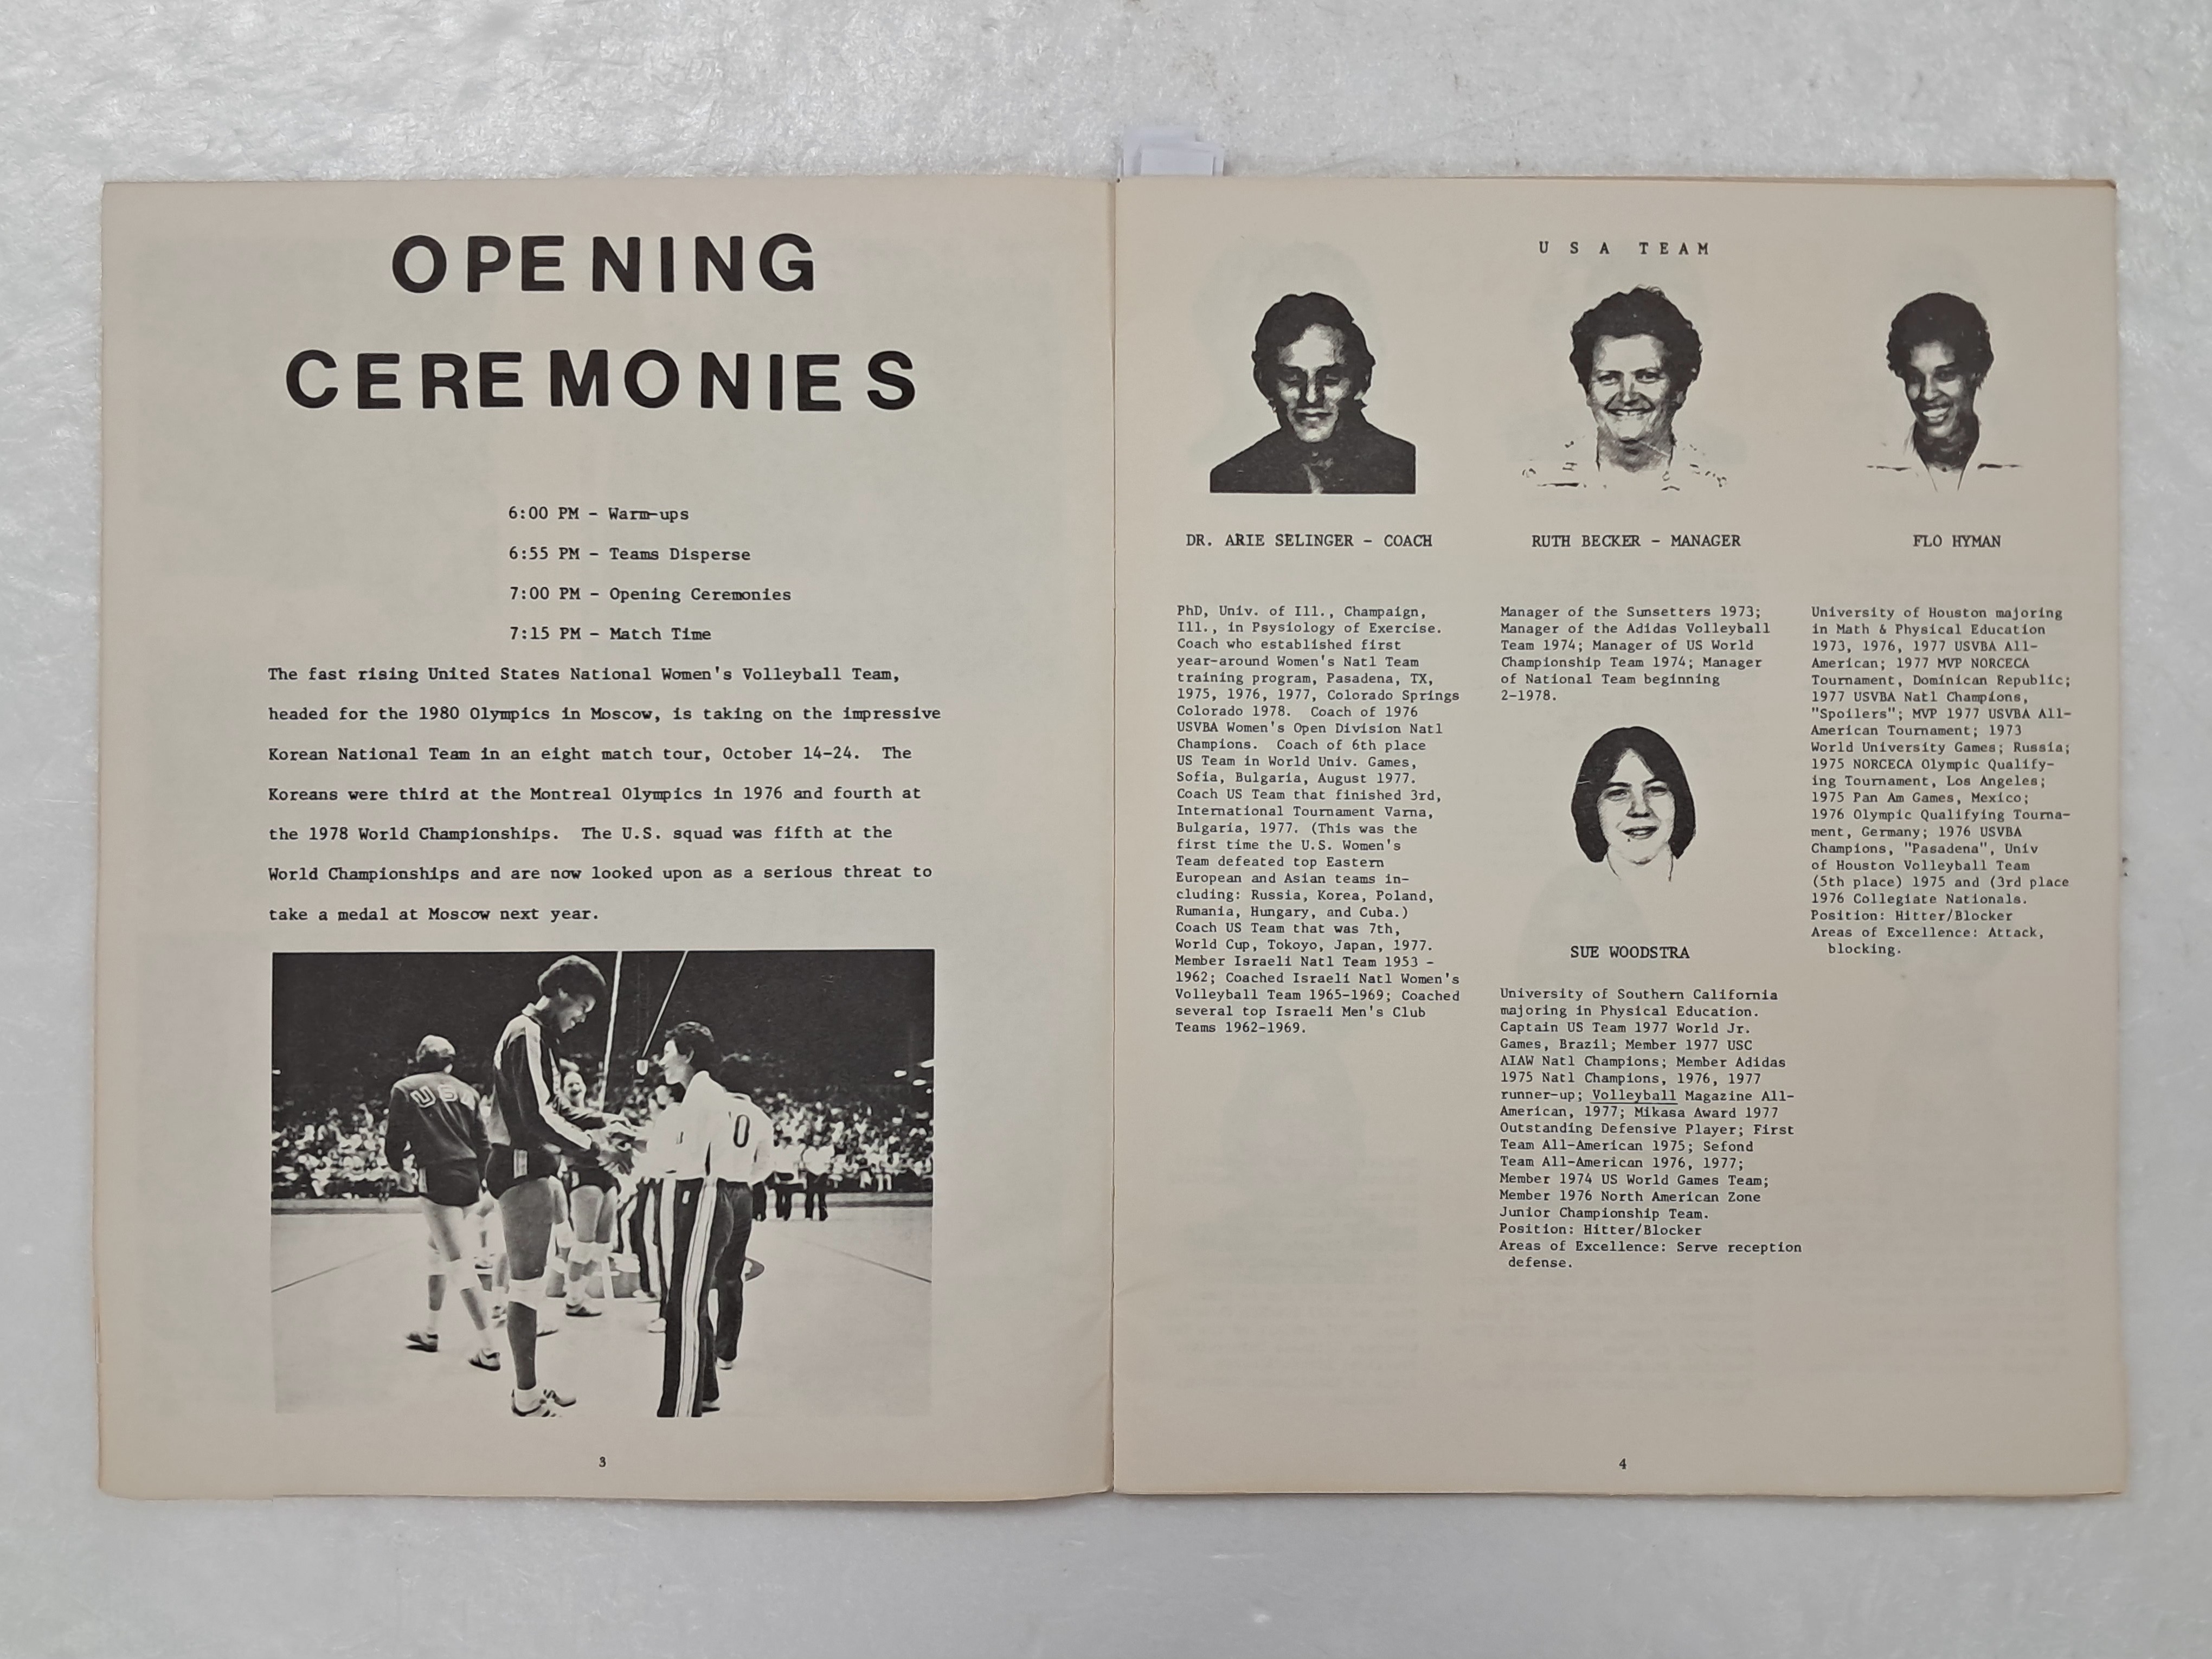 OPENING
CEREMONIES
6:00 PM - Warm-ups
6:55 PM - Teams Disperse
7:00 PM - Opening Ceremonies
7:15 PM - Match Time
The fast rising United States National Women's Volleyball Team,
headed for the 1980 Olympics in Moscow, is taking on the impressive
Korean National Team in an eight match tour, October 14-24.  The
Koreans were third at the Montreal Olympics in 1976 and fourth at
the 1978 World Championships.  The U.S. squad was fifth at the
World Championships and are now looked upon as a serious threat to
take a medal at Moscow next year.
USA
0
3
U S A  T E A M
DR. ARIE SELINGER - COACH
PhD, Univ. of Ill., Champaign,
Ill., in Psysiology of Exercise.
Coach who established first
year-around Women's Natl Team
training program, Pasadena, TX,
1975, 1976, 1977, Colorado Springs
Colorado 1978.  Coach of 1976
USVBA Women's Open Division Natl
Champions.  Coach of 6th place
US Team in World Univ. Games,
Sofia, Bulgaria, August 1977.
Coach US Team that finished 3rd,
International Tournament Varna,
Bulgaria, 1977. (This was the
first time the U.S. Women's
Team defeated top Eastern
European and Asian teams in-
cluding: Russia, Korea, Poland,
Rumania, Hungary, and Cuba.)
Coach US Team that was 7th,
World Cup, Tokoyo, Japan, 1977.
Member Israeli Natl Team 1953 -
1962; Coached Israeli Natl Women's
Volleyball Team 1965-1969; Coached
several top Israeli Men's Club
Teams 1962-1969.
RUTH BECKER - MANAGER
Manager of the Sunsetters 1973;
Manager of the Adidas Volleyball
Team 1974; Manager of US World
Championship Team 1974; Manager
of National Team beginning
2-1978.
SUE WOODSTRA
University of Southern California
majoring in Physical Education.
Captain US Team 1977 World Jr.
Games, Brazil; Member 1977 USC
AIAW Natl Champions; Member Adidas
1975 Natl Champions, 1976, 1977
runner-up; Volleyball Magazine All-
American, 1977; Mikasa Award 1977
Outstanding Defensive Player; First
Team All-American 1975; Sefond
Team All-American 1976, 1977;
Member 1974 US World Games Team;
Member 1976 North American Zone
Junior Championship Team.
Position: Hitter/Blocker
Areas of Excellence: Serve reception
defense.
FLO HYMAN
University of Houston majoring
in Math & Physical Education
1973, 1976, 1977 USVBA All-
American; 1977 MVP NORCECA
Tournament, Dominican Republic;
1977 USVBA Natl Champions,
"Spoilers"; MVP 1977 USVBA All-
American Tournament; 1973
World University Games; Russia;
1975 NORCECA Olympic Qualify-
ing Tournament, Los Angeles;
1975 Pan Am Games, Mexico;
1976 Olympic Qualifying Tourna-
ment, Germany; 1976 USVBA
Champions, "Pasadena", Univ
of Houston Volleyball Team
(5th place) 1975 and (3rd place
1976 Collegiate Nationals.
Position: Hitter/Blocker
Areas of Excellence: Attack,
blocking.
4